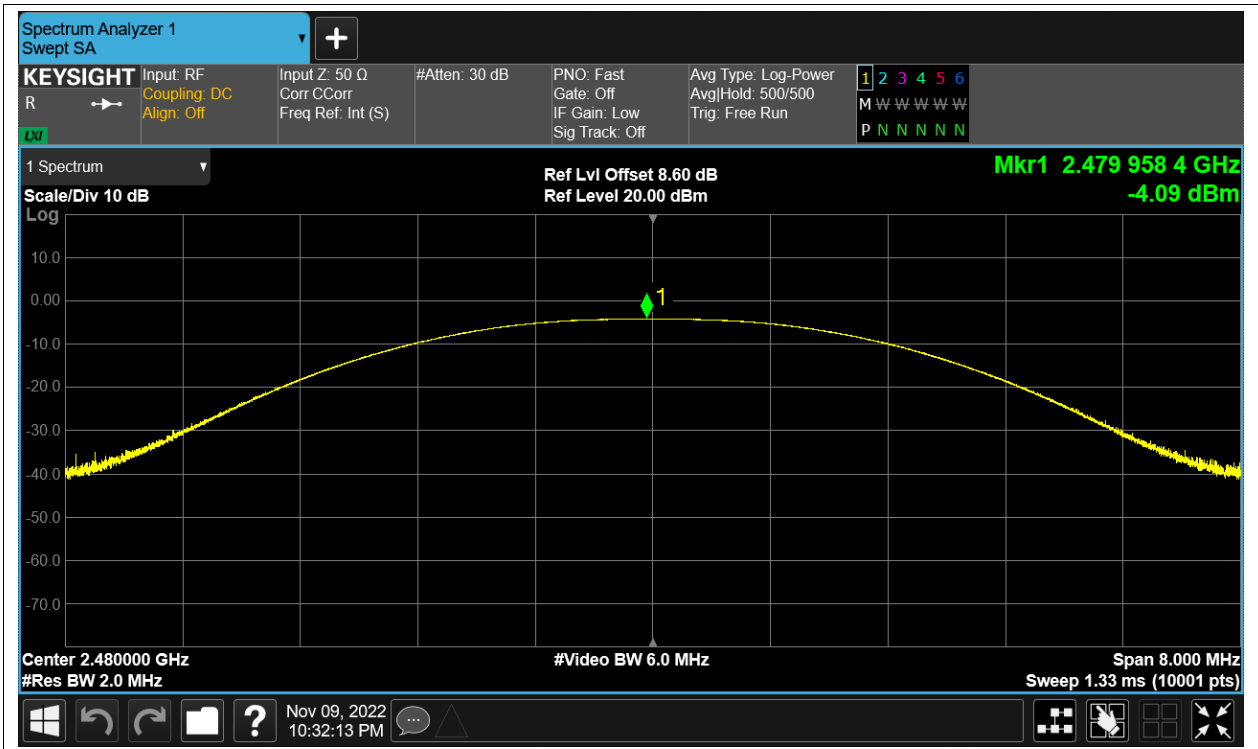 Spectrum Analyzer 1
Swept SA
KEYSIGHT
R
LXI
Input: RF
Coupling: DC
Align: Off
Input Z: 50 Ω
Corr CCorr
Freq Ref: Int (S)
#Atten: 30 dB
PNO: Fast
Gate: Off
IF Gain: Low
Sig Track: Off
Avg Type: Log-Power
Avg|Hold: 500/500
Trig: Free Run
1 2 3 4 5 6
M W W W W W
P N N N N N
1 Spectrum
Scale/Div 10 dB
Log
Ref Lvl Offset 8.60 dB
Ref Level 20.00 dBm
Mkr1 2.479 958 4 GHz
-4.09 dBm
10.0
0.00
1
-10.0
-20.0
-30.0
-40.0
-50.0
-60.0
-70.0
Center 2.480000 GHz
#Res BW 2.0 MHz
#Video BW 6.0 MHz
Span 8.000 MHz
Sweep 1.33 ms (10001 pts)
?
Nov 09, 2022
10:32:13 PM